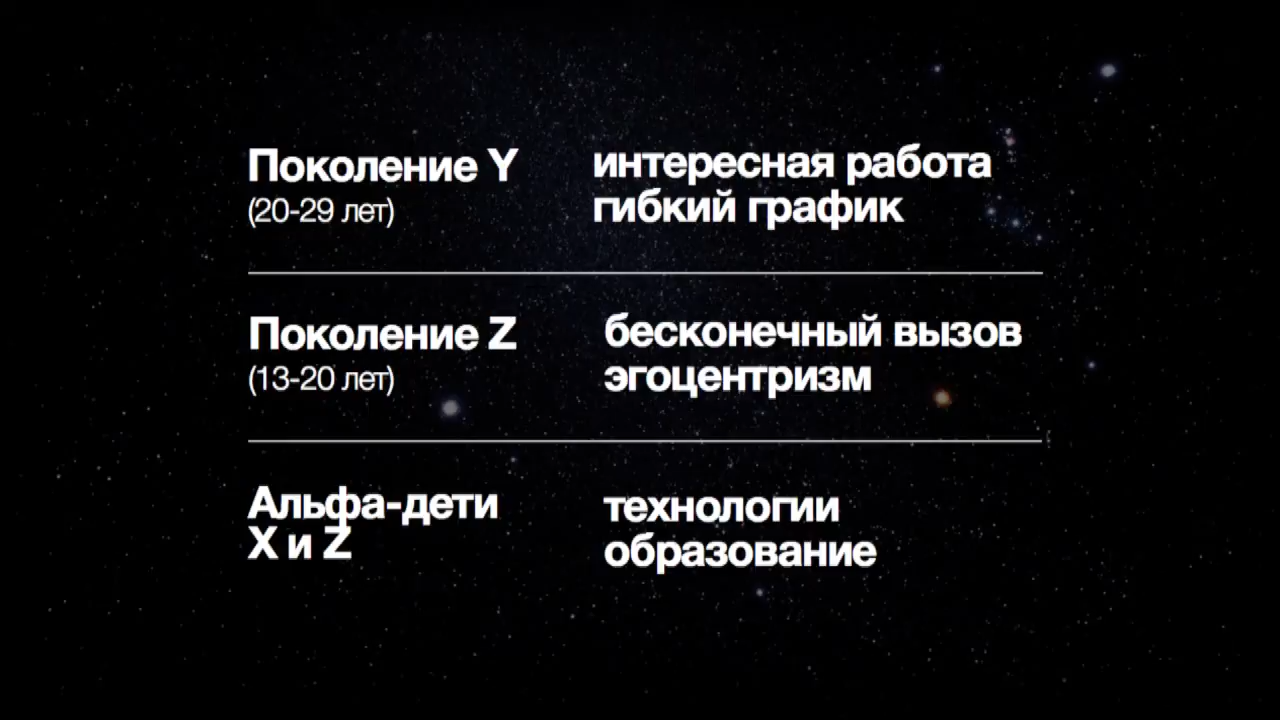 Поколение Y
(20-29 лет)
интересная работа
гибкий график
Поколение Z
(13-20 лет)
бесконечный вызов
эгоцентризм
Альфа-дети
X и Z
технологии
образование